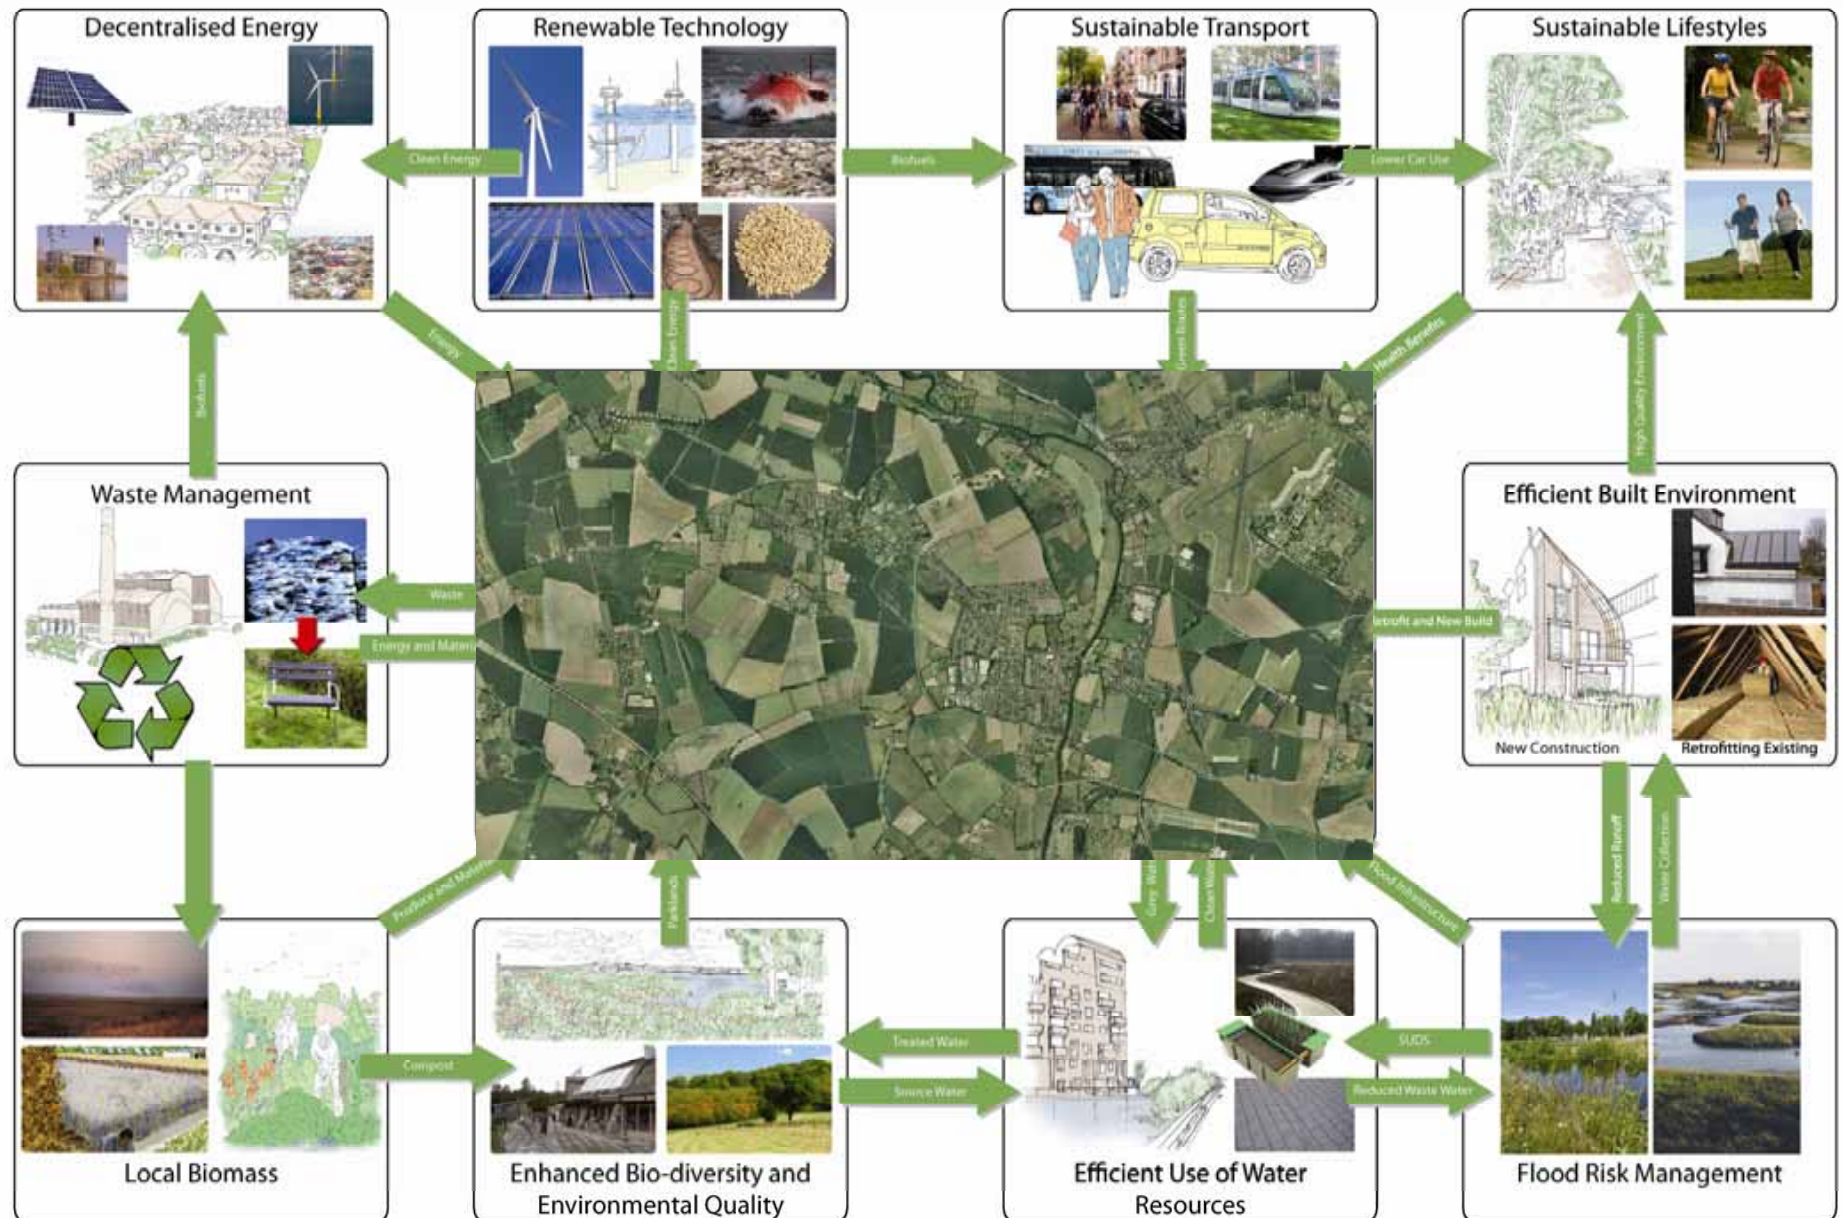 Decentralised Energy
Renewable Technology
Sustainable Transport
Sustainable Lifestyles
Clean Energy
Biofuels
Lower Car Use
Energy
Clean Energy
Green Routes
Health Benefits
Biofuels
High Quality Environment
Waste Management
Efficient Built Environment
Waste
Energy and Materi
etrofit and New Build
New Construction
Retrofitting Existing
Reduced Runoff
Water Collection
Produce and Materi
Parklands
Grey Wat
Clean Wate
Flood Infrastructure
Treated Water
SUDS
Compost
Source Water
Reduced Waste Water
Local Biomass
Enhanced Bio-diversity and
Environmental Quality
Efficient Use of Water
Resources
Flood Risk Management